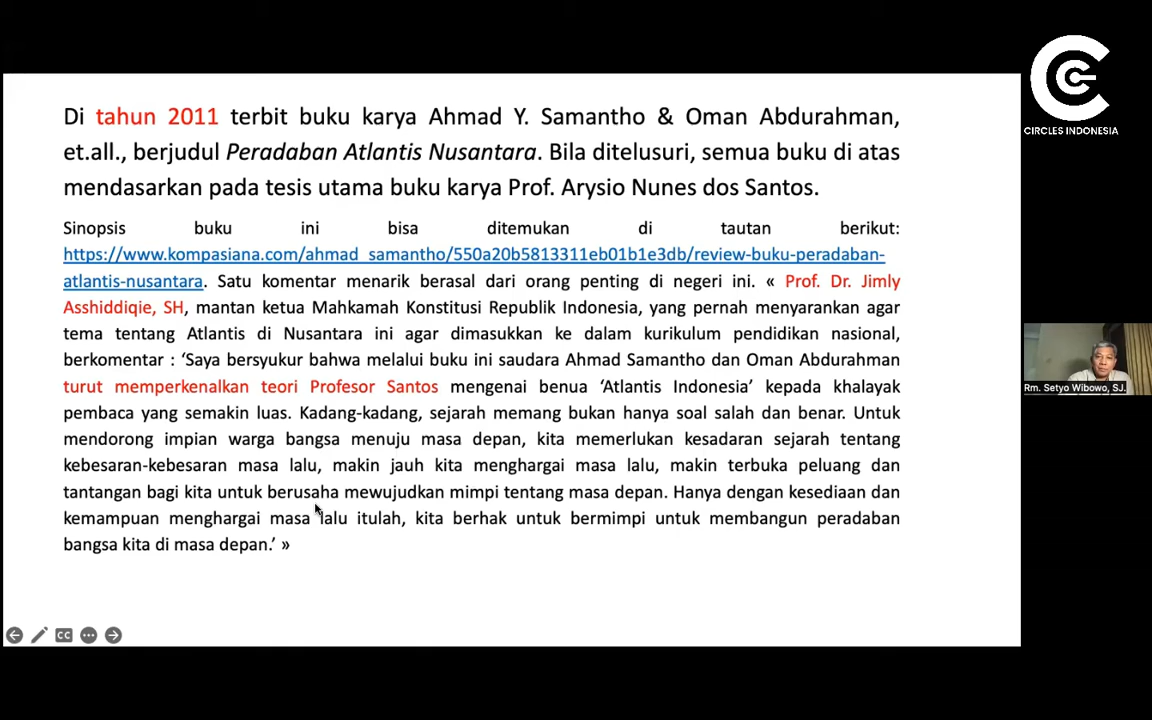 Di tahun 2011 terbit buku karya Ahmad Y. Samantho & Oman Abdurahman,
et.all., berjudul Peradaban Atlantis Nusantara. Bila ditelusuri, semua buku di atas
mendasarkan pada tesis utama buku karya Prof. Arysio Nunes dos Santos.
Sinopsis buku ini bisa ditemukan di tautan berikut:
https://www.kompasiana.com/ahmad_samantho/550a20b5813311eb01b1e3db/review-buku-peradaban-
atlantis-nusantara. Satu komentar menarik berasal dari orang penting di negeri ini. « Prof. Dr. Jimly
Asshiddiqie, SH, mantan ketua Mahkamah Konstitusi Republik Indonesia, yang pernah menyarankan agar
tema tentang Atlantis di Nusantara ini agar dimasukkan ke dalam kurikulum pendidikan nasional,
berkomentar : ‘Saya bersyukur bahwa melalui buku ini saudara Ahmad Samantho dan Oman Abdurahman
turut memperkenalkan teori Profesor Santos mengenai benua ‘Atlantis Indonesia’ kepada khalayak
pembaca yang semakin luas. Kadang-kadang, sejarah memang bukan hanya soal salah dan benar. Untuk
mendorong impian warga bangsa menuju masa depan, kita memerlukan kesadaran sejarah tentang
kebesaran-kebesaran masa lalu, makin jauh kita menghargai masa lalu, makin terbuka peluang dan
tantangan bagi kita untuk berusaha mewujudkan mimpi tentang masa depan. Hanya dengan kesediaan dan
kemampuan menghargai masa lalu itulah, kita berhak untuk bermimpi untuk membangun peradaban
bangsa kita di masa depan.’ »
CC
CIRCLES INDONESIA
Rm. Setyo Wibowo, SJ.